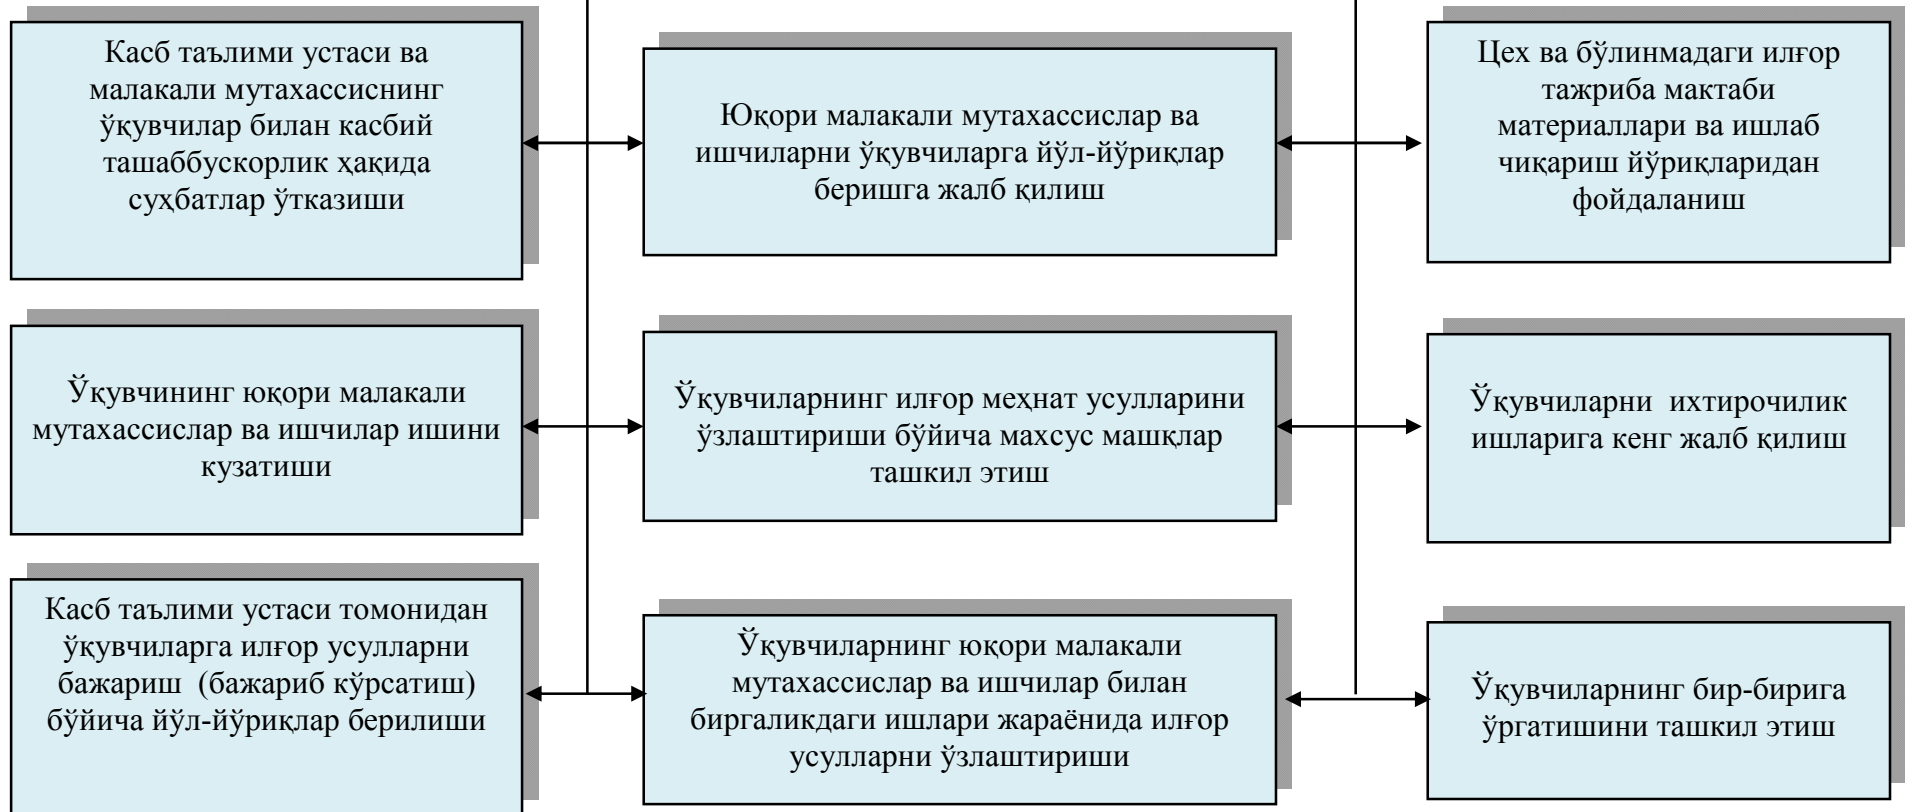 Касб таълими устаси ва
малакали мутахассиснинг
ўқувчилар билан касбий
ташаббускорлик ҳақида
суҳбатлар ўтказиши
Юқори малакали мутахассислар ва
ишчиларни ўқувчиларга йўл-йўриқлар
беришга жалб қилиш
Цех ва бўлинмадаги илғор
тажриба мактаби
материаллари ва ишлаб
чиқариш йўриқларидан
фойдаланиш
Ўқувчининг юқори малакали
мутахассислар ва ишчилар ишини
кузатиши
Ўқувчиларнинг илғор меҳнат усулларини
ўзлаштириши бўйича махсус машқлар
ташкил этиш
Ўқувчиларни ихтирочилик
ишларига кенг жалб қилиш
Касб таълими устаси томонидан
ўқувчиларга илғор усулларни
бажариш (бажариб кўрсатиш)
бўйича йўл-йўриқлар берилиши
Ўқувчиларнинг юқори малакали
мутахассислар ва ишчилар билан
биргаликдаги ишлари жараёнида илғор
усулларни ўзлаштириши
Ўқувчиларнинг бир-бирига
ўргатишини ташкил этиш